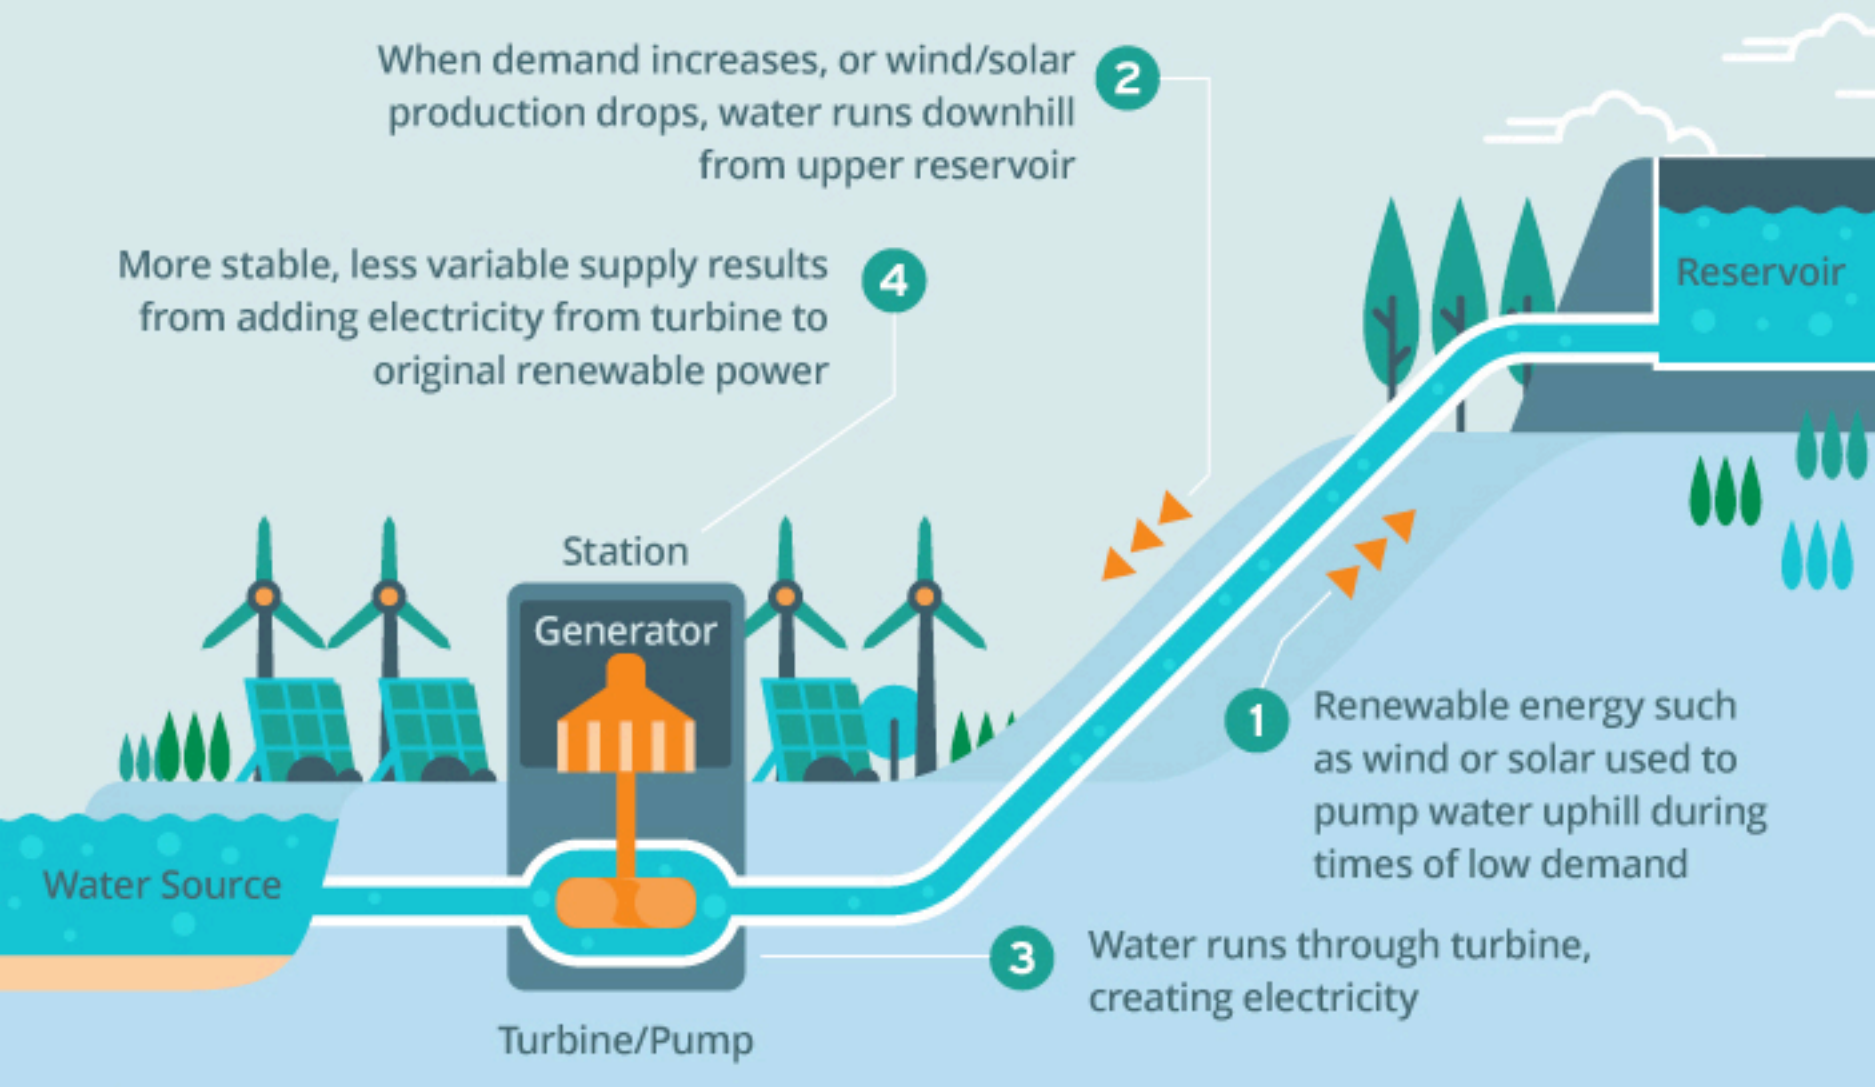 When demand increases, or wind/solar
production drops, water runs downhill
from upper reservoir
2
More stable, less variable supply results
from adding electricity from turbine to
original renewable power
4
Reservoir
Station
Generator
1
Renewable energy such
as wind or solar used to
pump water uphill during
times of low demand
Water Source
3
Water runs through turbine,
creating electricity
Turbine/Pump